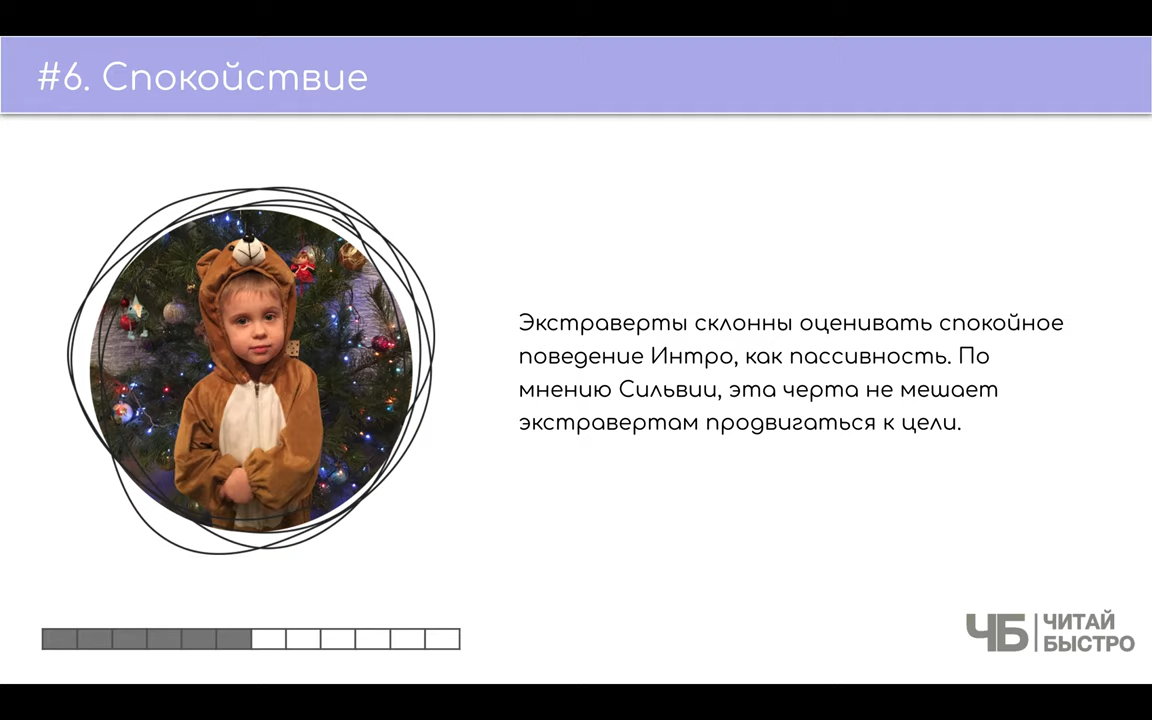 #6. Спокойствие
Экстраверты склонны оценивать спокойное
поведение Интро, как пассивность. По
мнению Сильвии, эта черта не мешает
экстравертам продвигаться к цели.
ЧБ
ЧИТАЙ
БЫСТРО